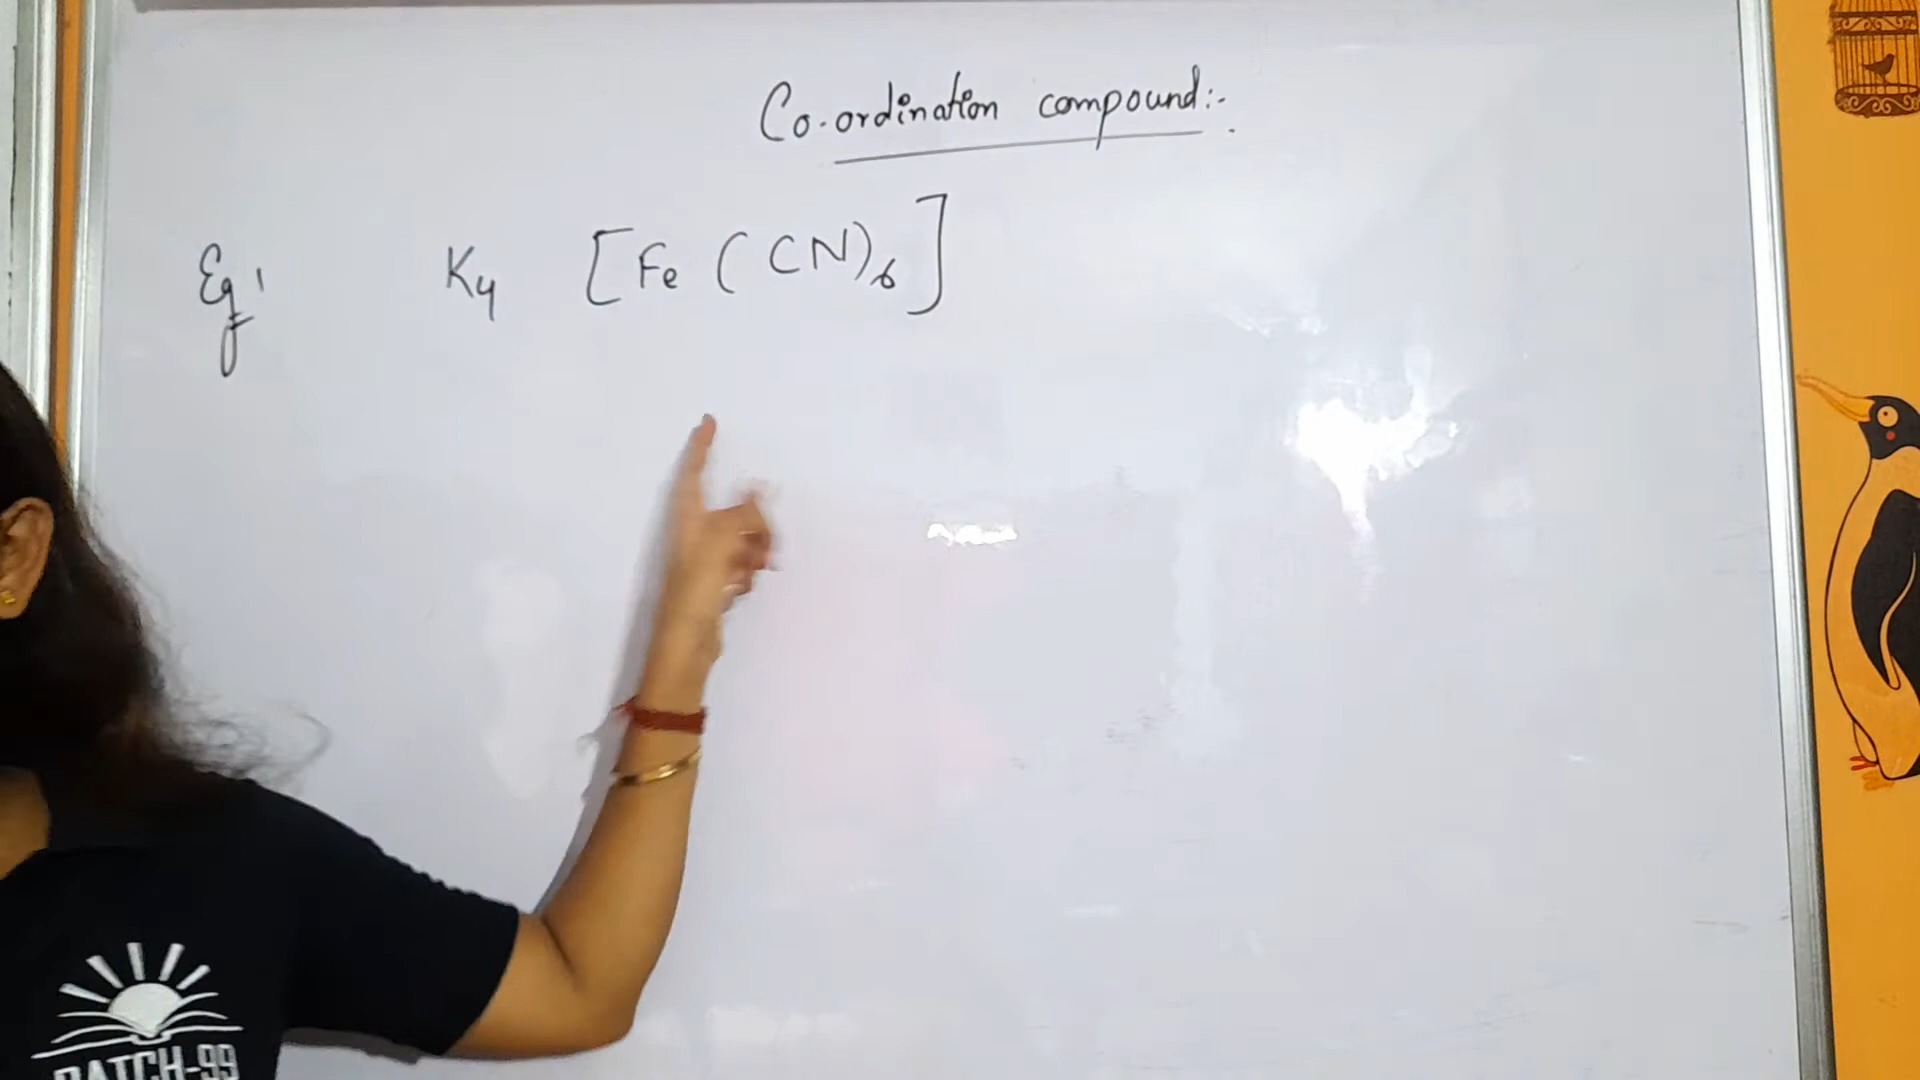 Co-ordination compound:-
Eg' K4 [Fe (CN)6]
BATCH-99